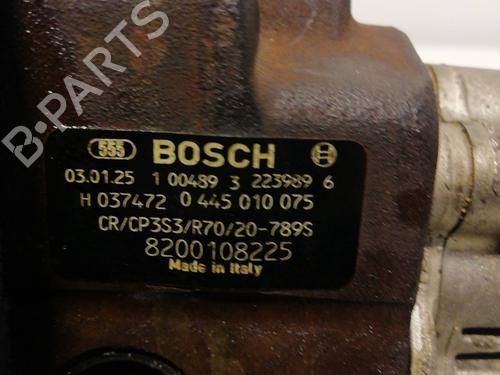 B-PARTS
555 BOSCH
03.01.25 1 00489 3 223989 6
H 037472 0 445 010 075
CR/CP3S3/R70/20-789S
8200108225
Made in Italy